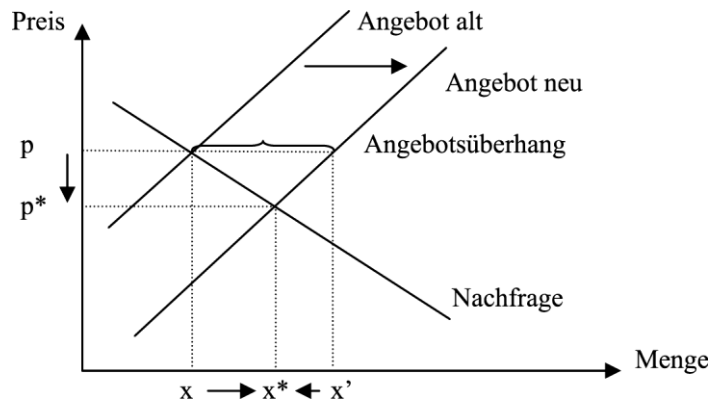 Preis
Angebot alt
Angebot neu
p
Angebotsüberhang
p*
Nachfrage
Menge
x x* x’